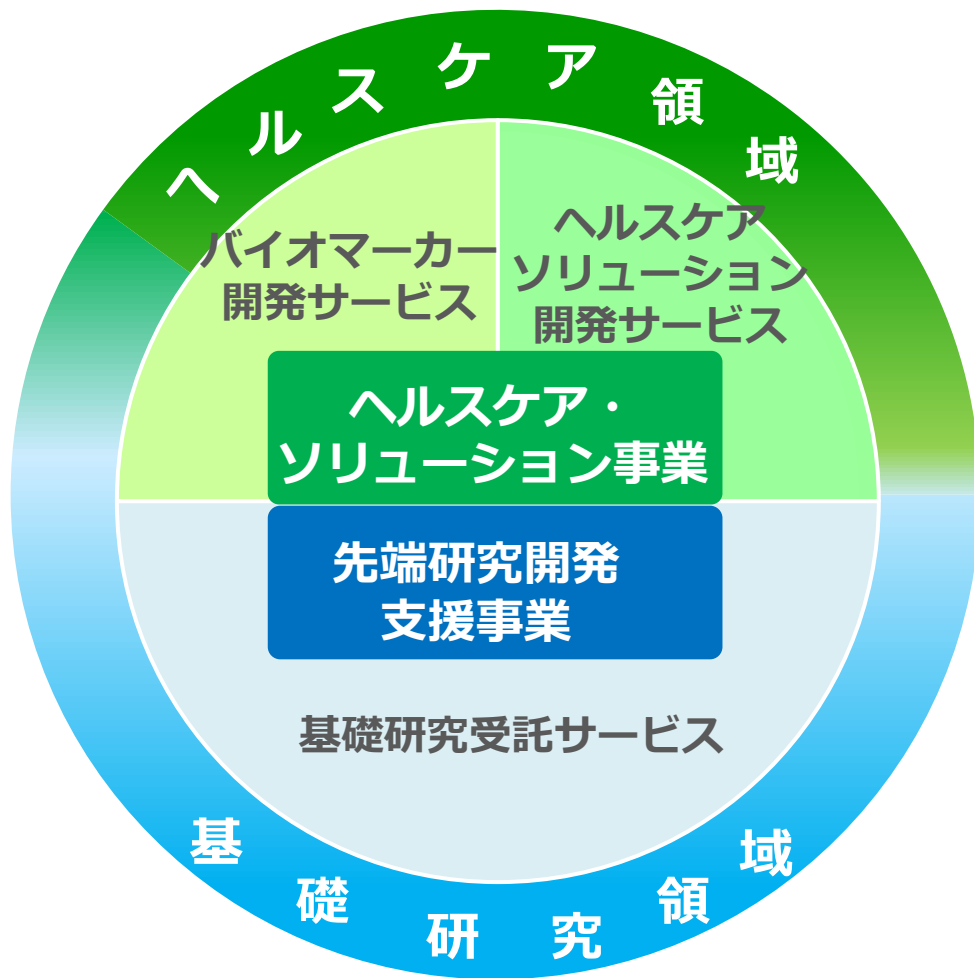 ヘルスケア領域
バイオマーカー
開発サービス
ヘルスケア
ソリューション
開発サービス
ヘルスケア・
ソリューション事業
先端研究開発
支援事業
基礎研究受託サービス
基礎研究領域